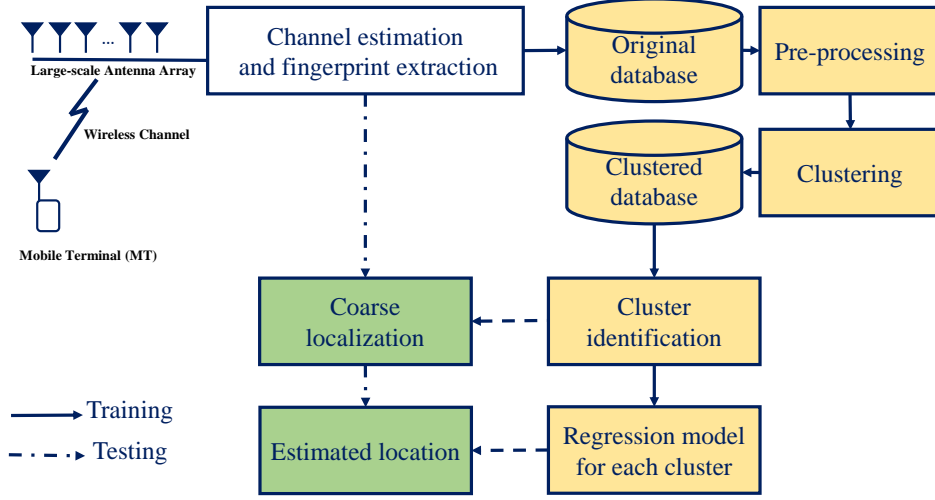 ...
Large-scale Antenna Array
Wireless Channel
Mobile Terminal (MT)
Channel estimation
and fingerprint extraction
Original
database
Pre-processing
Clustering
Clustered
database
Coarse
localization
Cluster
identification
Estimated location
Regression model
for each cluster
Training
Testing